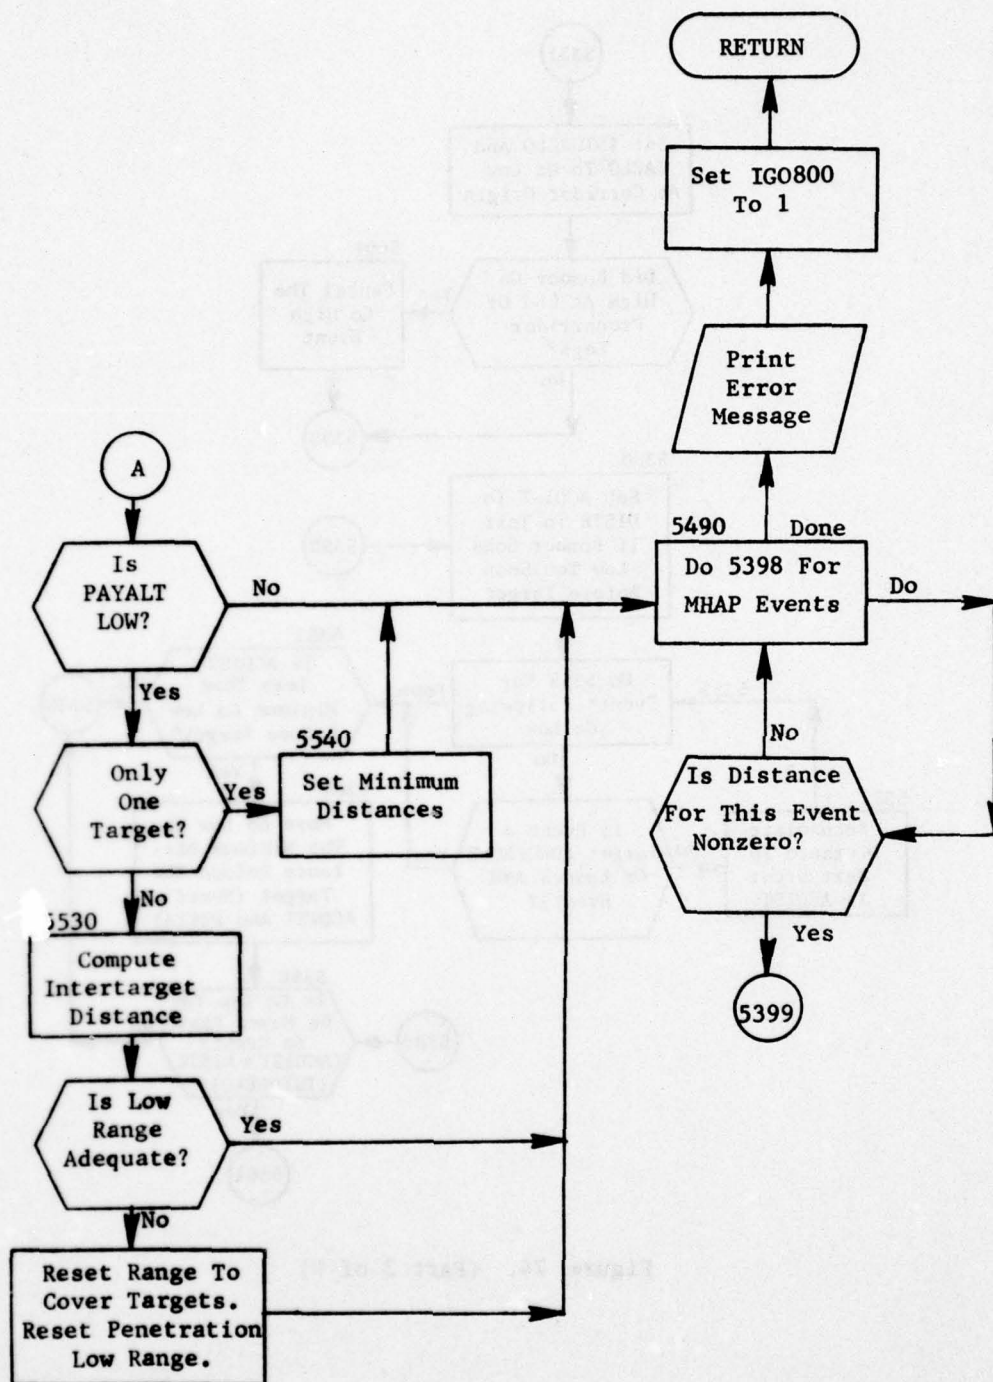 RETURN
Set IGO800
To 1
Print
Error
Message
A
5490 Done
Do 5398 For
MHAP Events
Do
Is
PAYALT
LOW?
No
Yes
Only
One
Target?
Yes
5540
Set Minimum
Distances
No
Is Distance
For This Event
Nonzero?
Yes
5399
No
5530
Compute
Intertarget
Distance
Is Low
Range
Adequate?
Yes
No
Reset Range To
Cover Targets.
Reset Penetration
Low Range.